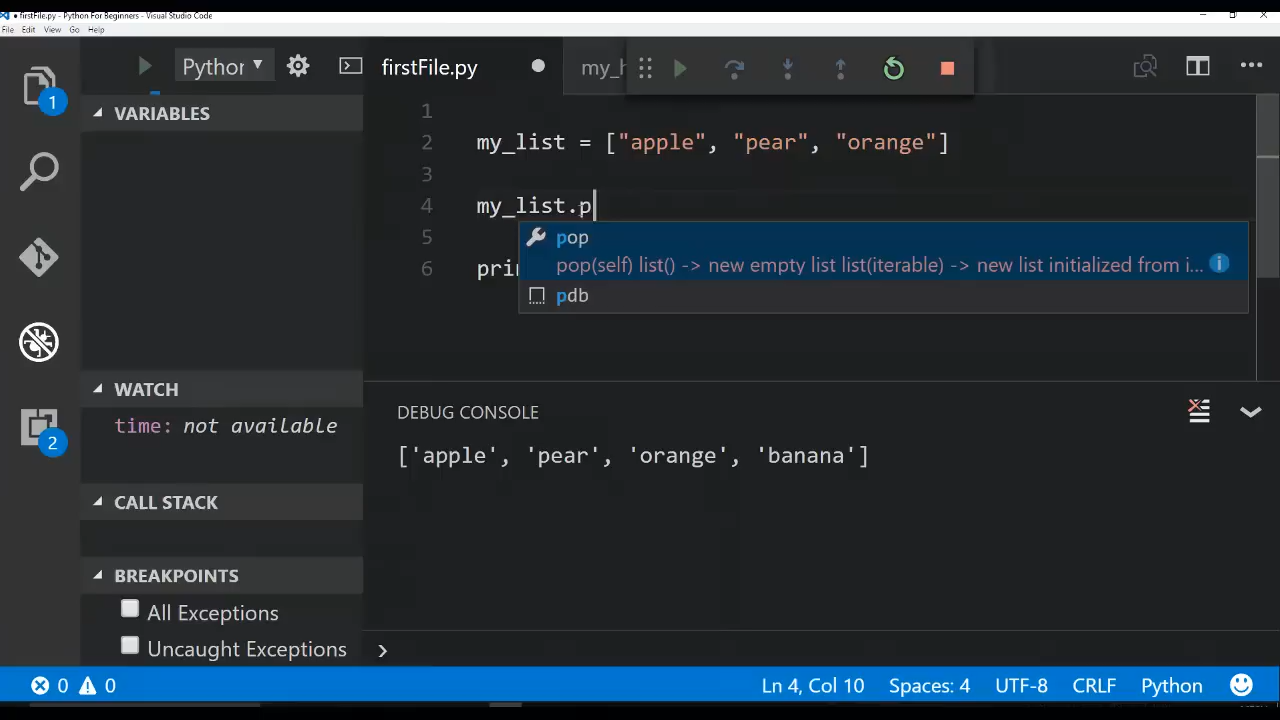 ● firstFile.py - Python For Beginners - Visual Studio Code
File Edit View Go Help
Python
firstFile.py
my_h
VARIABLES
1
2 my_list = ["apple", "pear", "orange"]
3
4 my_list.p
pop
5
pop(self) list() -> new empty list list(iterable) -> new list initialized from i...
6 prin
pdb
WATCH
time: not available
CALL STACK
BREAKPOINTS
All Exceptions
Uncaught Exceptions
1
2
DEBUG CONSOLE
['apple', 'pear', 'orange', 'banana']
0 0
Ln 4, Col 10 Spaces: 4 UTF-8 CRLF Python